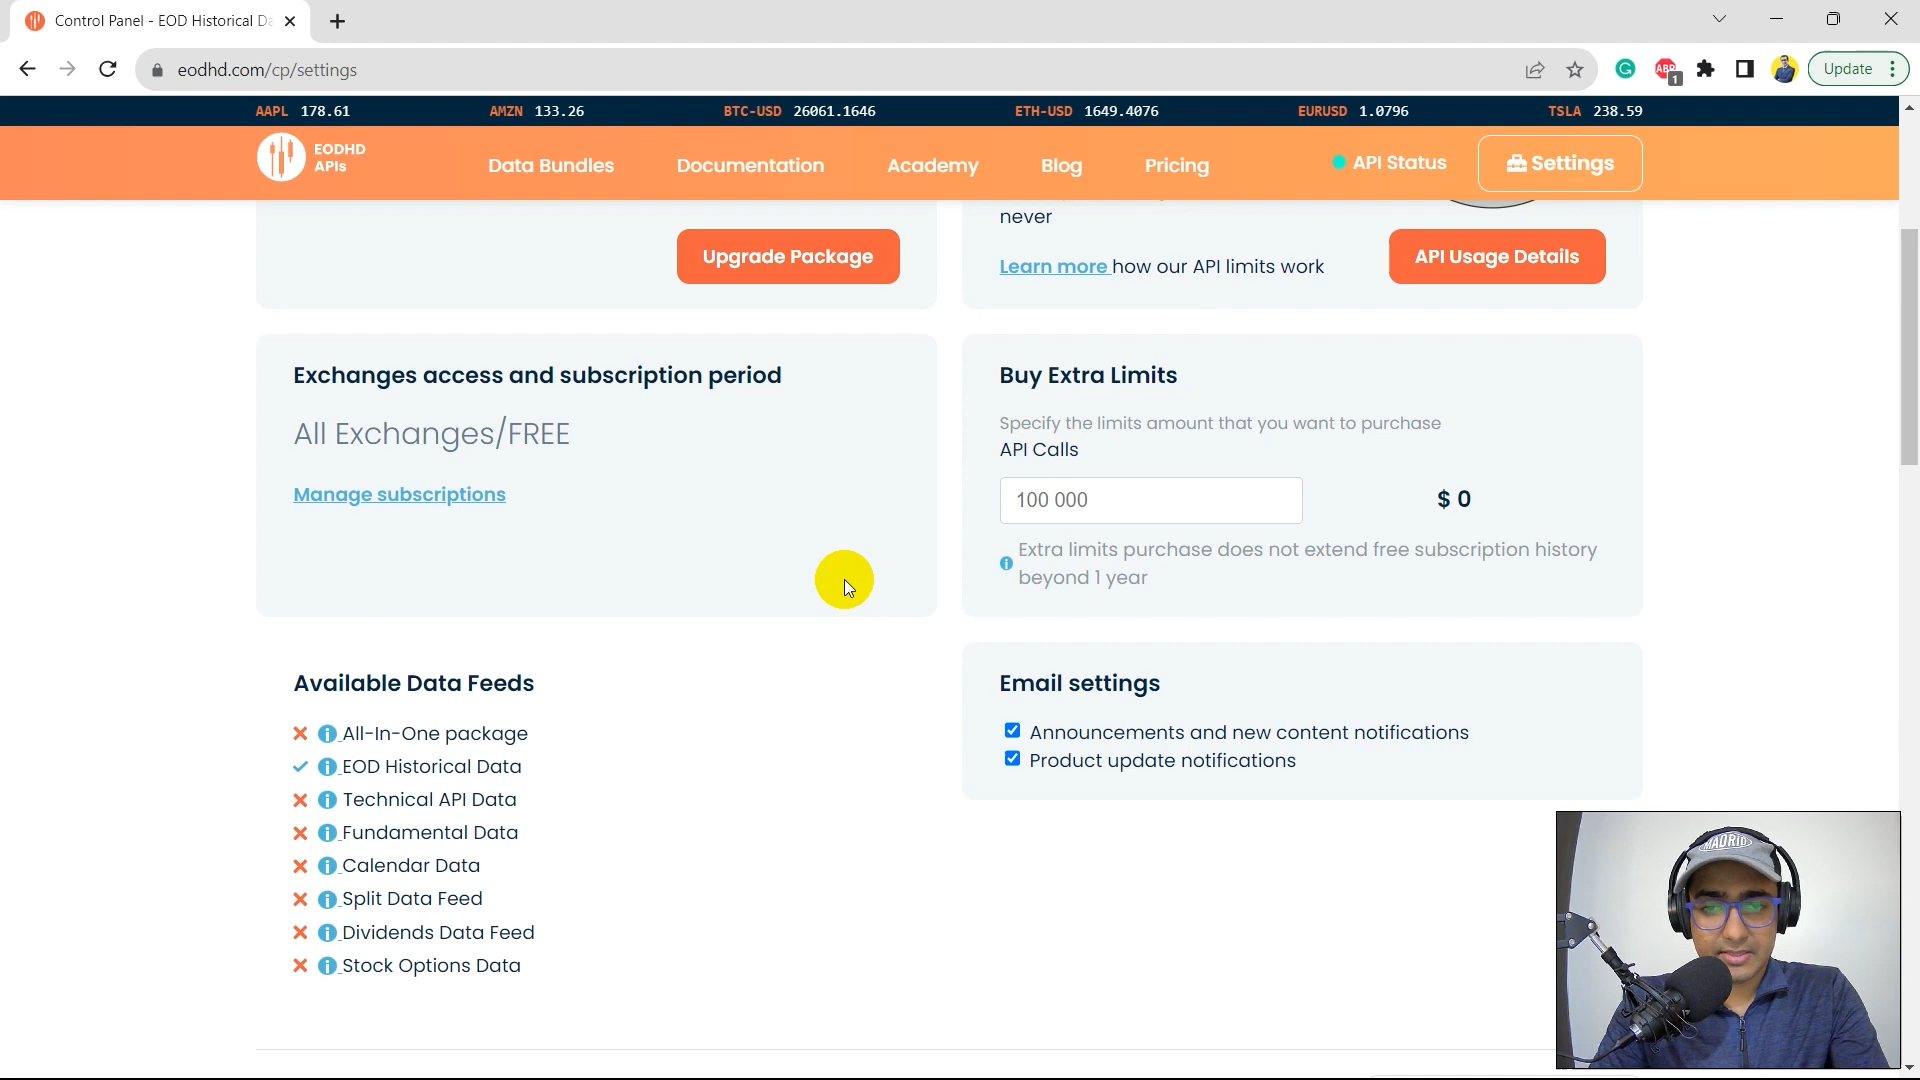 Control Panel - EOD Historical Da
eodhd.com/cp/settings
ABP
1
Update
AAPL 178.61 AMZN 133.26 BTC-USD 26061.1646 ETH-USD 1649.4076 EURUSD 1.0796 TSLA 238.59
EODHD
APIs
Data Bundles Documentation Academy Blog Pricing API Status Settings
never
Upgrade Package
Learn more how our API limits work
API Usage Details
Exchanges access and subscription period
All Exchanges/FREE
Manage subscriptions
Buy Extra Limits
Specify the limits amount that you want to purchase
API Calls
100 000
$ 0
Extra limits purchase does not extend free subscription history
beyond 1 year
Available Data Feeds
All-In-One package
EOD Historical Data
Technical API Data
Fundamental Data
Calendar Data
Split Data Feed
Dividends Data Feed
Stock Options Data
Email settings
Announcements and new content notifications
Product update notifications
MADRID